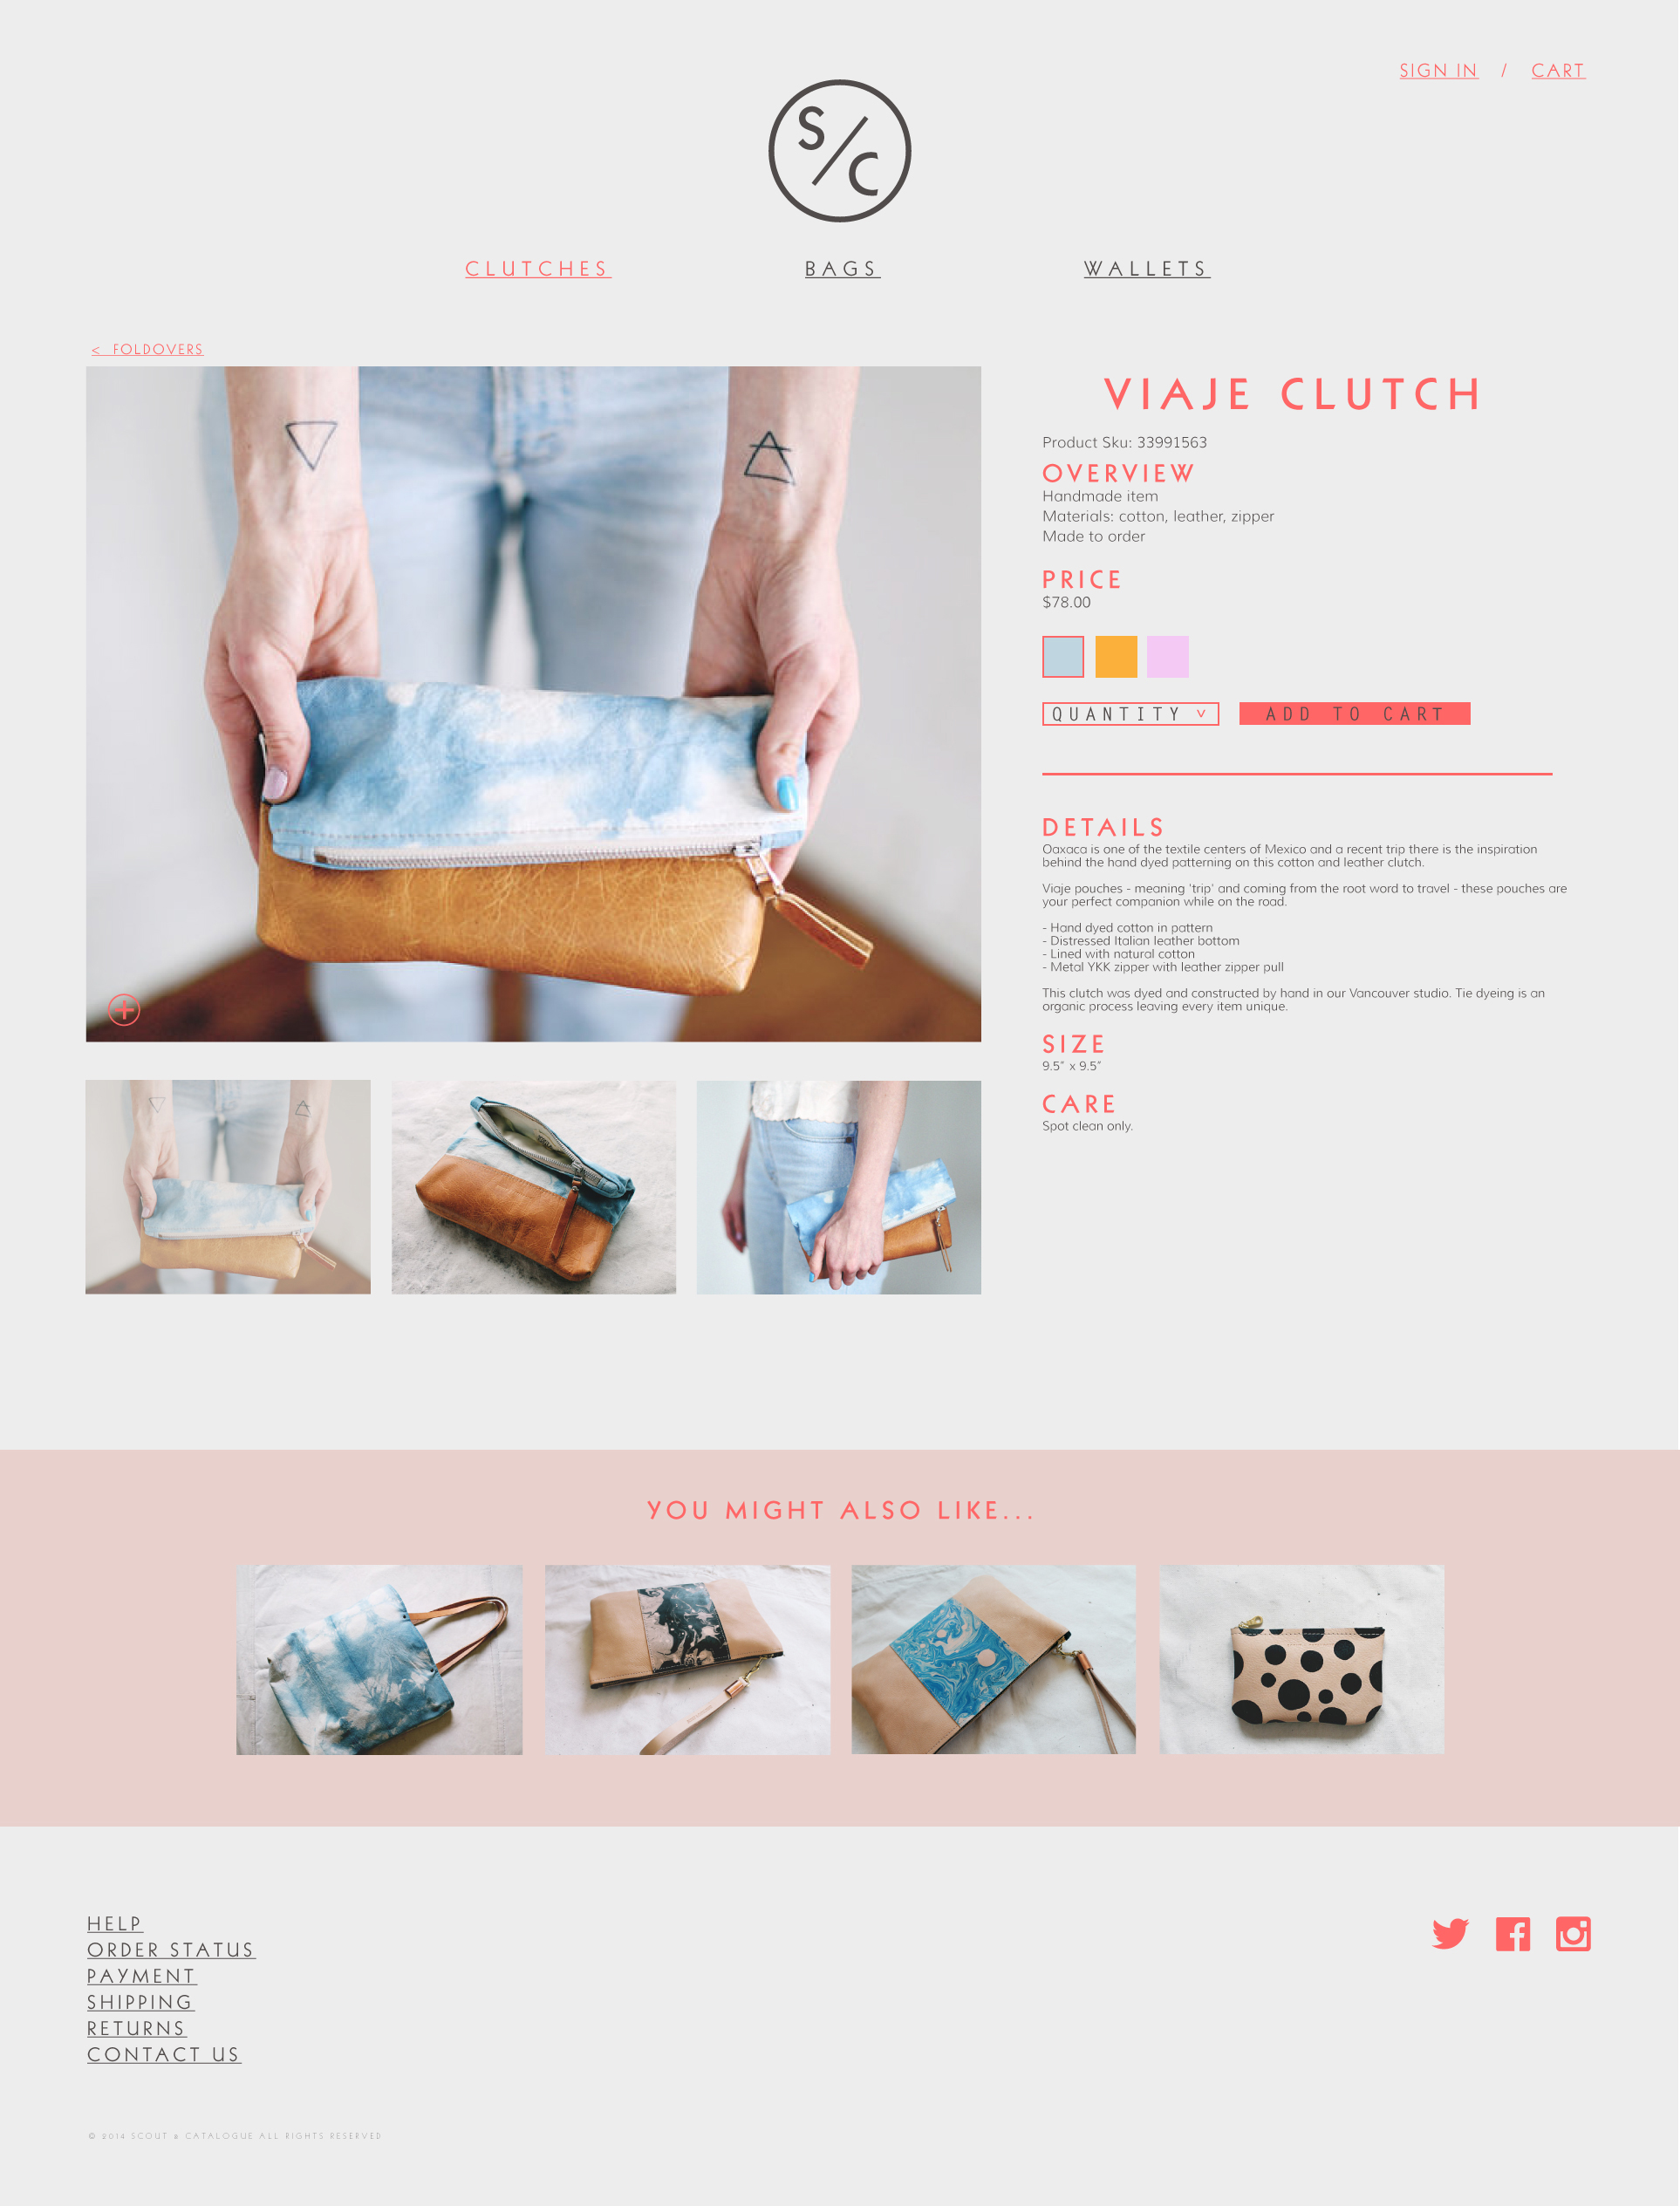 SIGN IN / CART
S/C
CLUTCHES BAGS WALLETS
< FOLDOVERS
VIAJE CLUTCH
Product Sku: 33991563
OVERVIEW
Handmade item
Materials: cotton, leather, zipper
Made to order
PRICE
$78.00
QUANTITY v ADD TO CART
DETAILS
Oaxaca is one of the textile centers of Mexico and a recent trip there is the inspiration
behind the hand dyed patterning on this cotton and leather clutch.
Viaje pouches - meaning 'trip' and coming from the root word to travel - these pouches are
your perfect companion while on the road.
- Hand dyed cotton in pattern
- Distressed Italian leather bottom
- Lined with natural cotton
- Metal YKK zipper with leather zipper pull
This clutch was dyed and constructed by hand in our Vancouver studio. Tie dyeing is an
organic process leaving every item unique.
SIZE
9.5" x 9.5"
CARE
Spot clean only.
YOU MIGHT ALSO LIKE...
HELP
ORDER STATUS
PAYMENT
SHIPPING
RETURNS
CONTACT US
© 2014 SCOUT & CATALOGUE ALL RIGHTS RESERVED